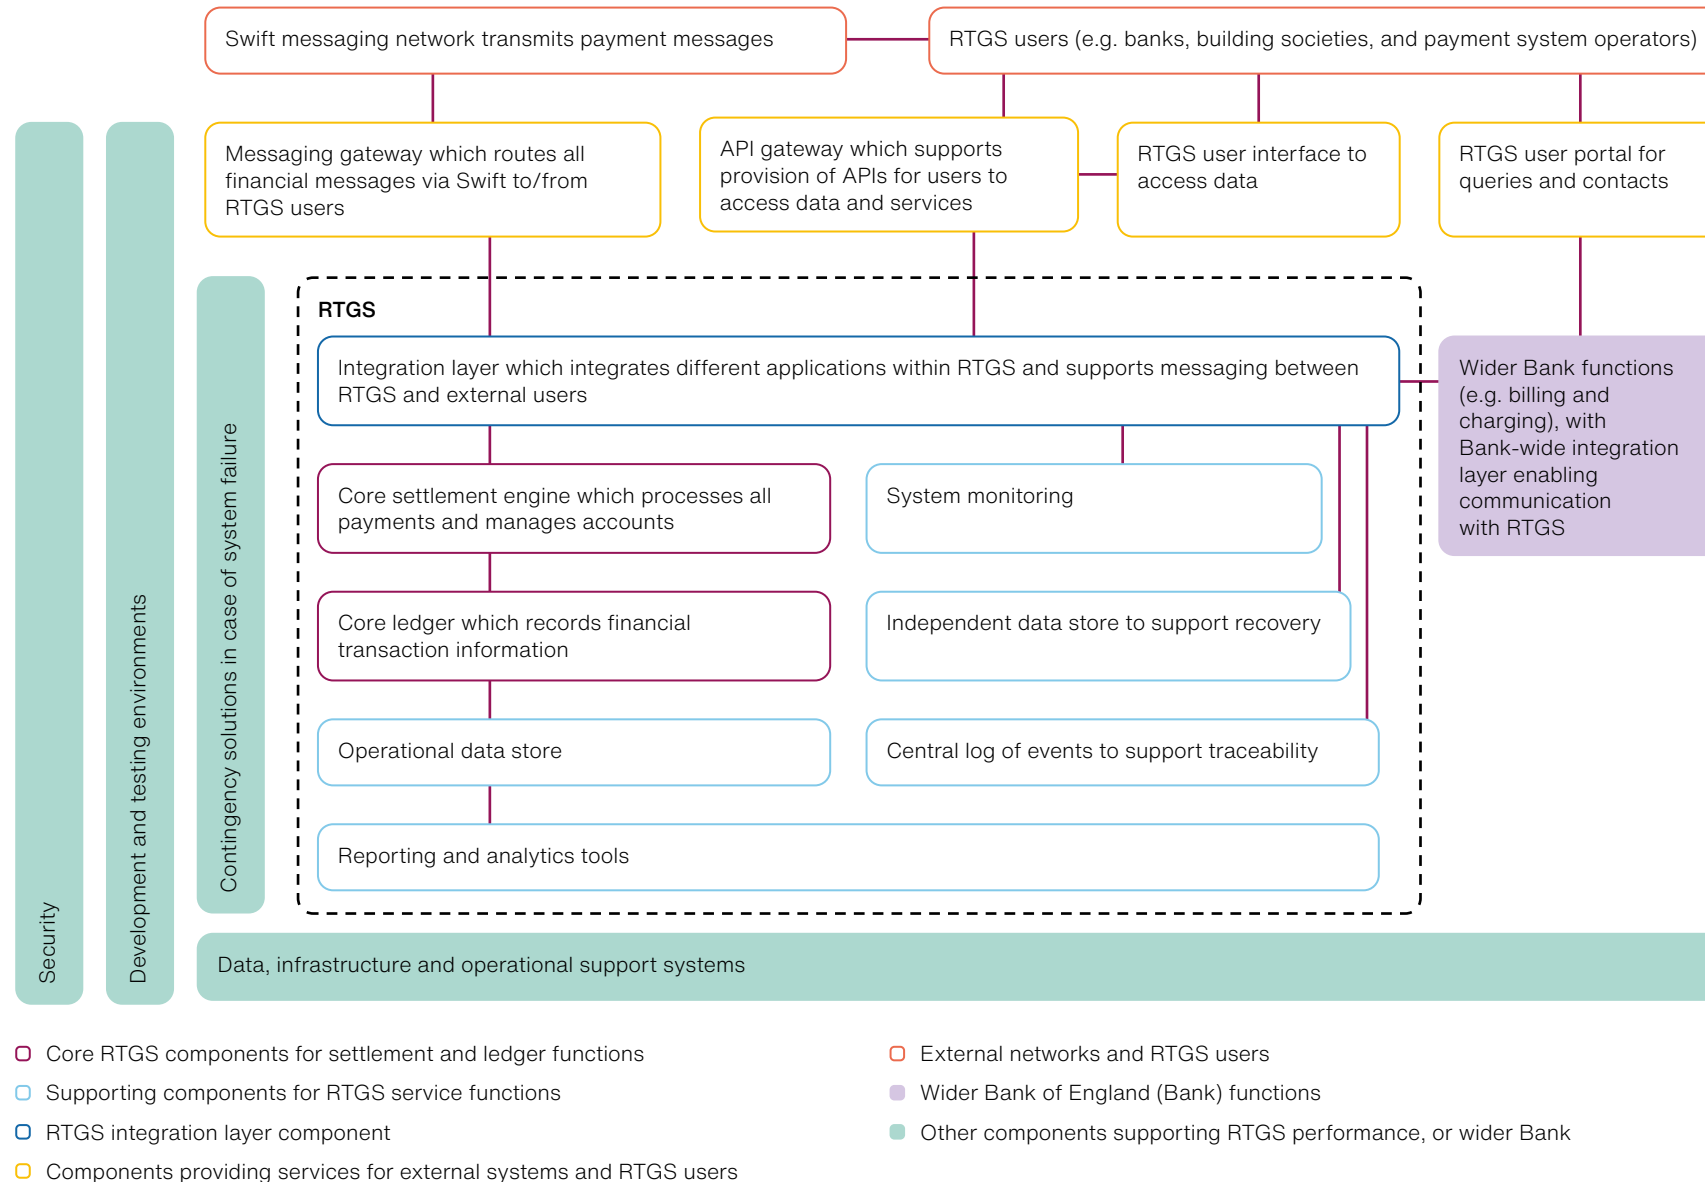 Swift messaging network transmits payment messages
RTGS users (e.g. banks, building societies, and payment system operators)
Messaging gateway which routes all
financial messages via Swift to/from
RTGS users
API gateway which supports
provision of APIs for users to
access data and services
RTGS user interface to
access data
RTGS user portal for
queries and contacts
Security
Development and testing environments
Contingency solutions in case of system failure
RTGS
Integration layer which integrates different applications within RTGS and supports messaging between
RTGS and external users
Wider Bank functions
(e.g. billing and
charging), with
Bank-wide integration
layer enabling
communication
with RTGS
Core settlement engine which processes all
payments and manages accounts
System monitoring
Core ledger which records financial
transaction information
Independent data store to support recovery
Operational data store
Central log of events to support traceability
Reporting and analytics tools
Data, infrastructure and operational support systems
Core RTGS components for settlement and ledger functions
Supporting components for RTGS service functions
RTGS integration layer component
Components providing services for external systems and RTGS users
External networks and RTGS users
Wider Bank of England (Bank) functions
Other components supporting RTGS performance, or wider Bank